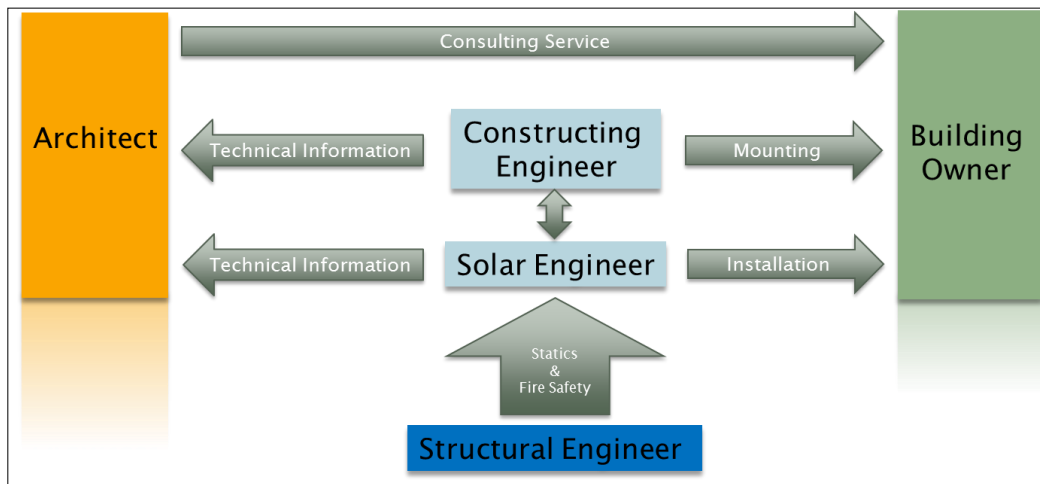 Consulting Service
Architect
Technical Information
Constructing
Engineer
Mounting
Building
Owner
Technical Information
Solar Engineer
Installation
Statics
&
Fire Safety
Structural Engineer